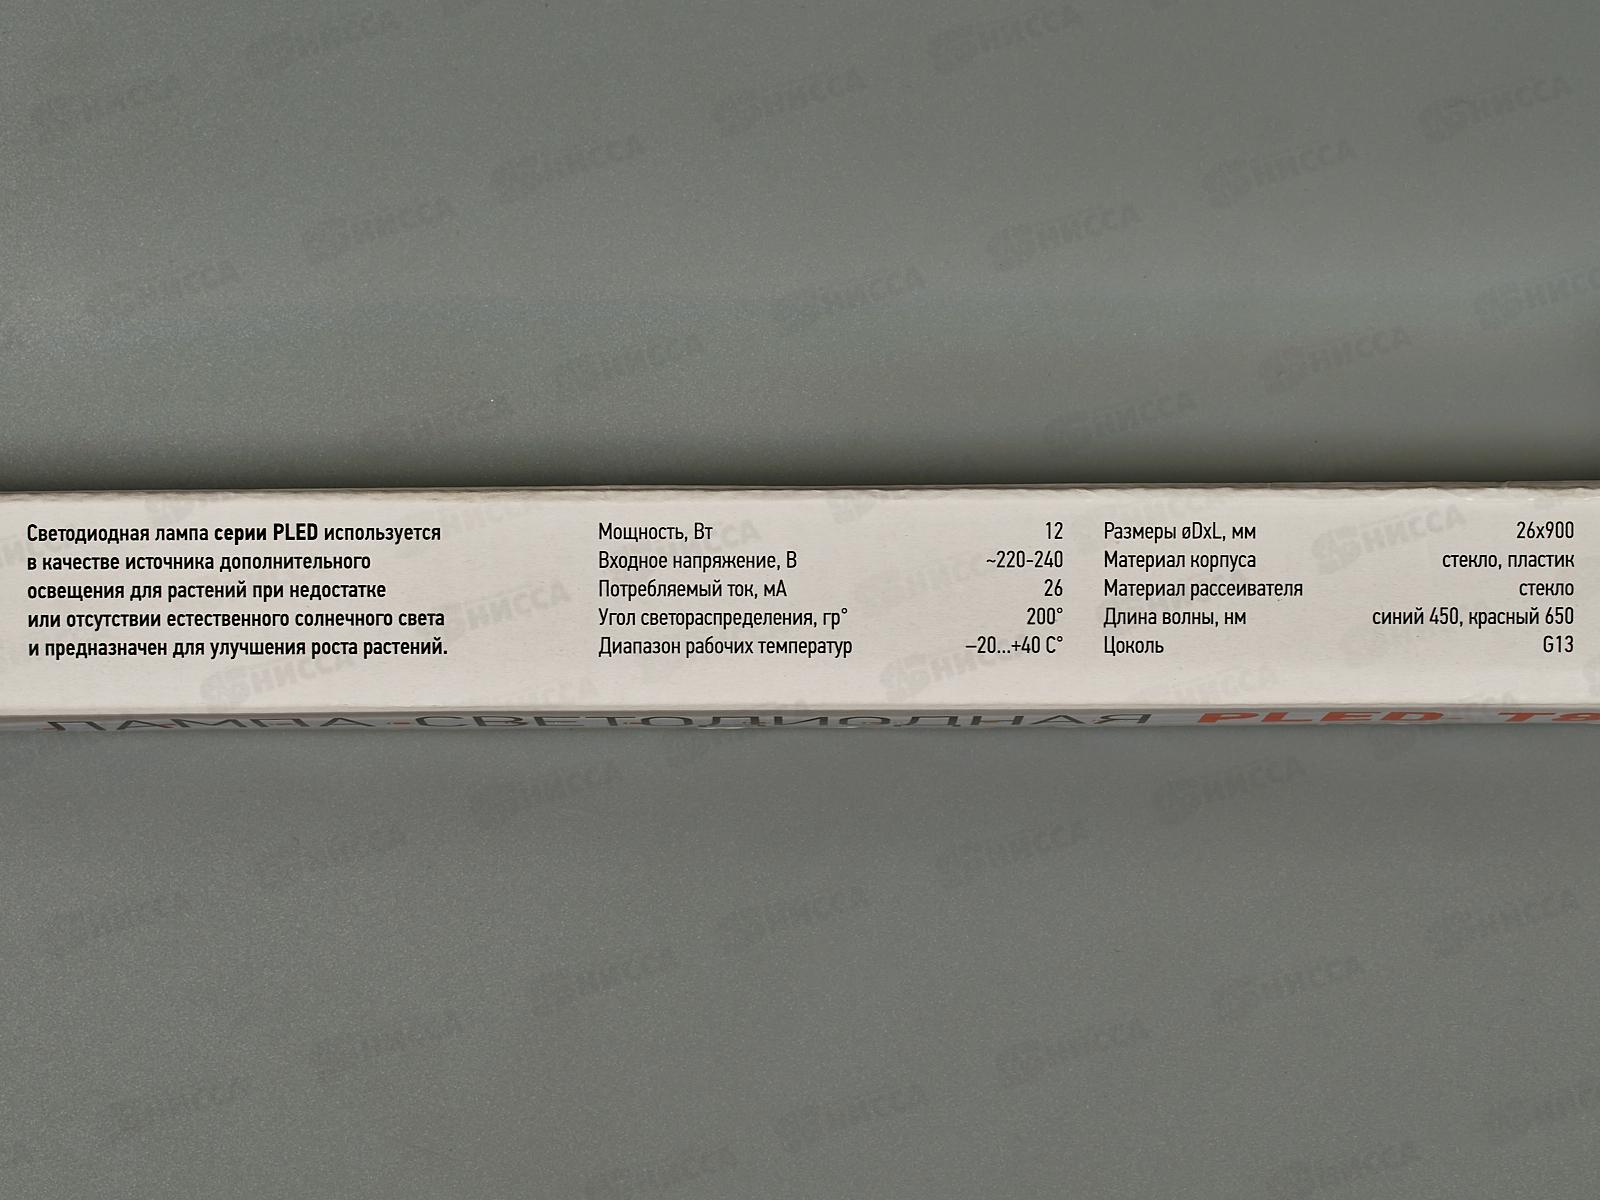 Светодиодная лампа серии PLED используется
в качестве источника дополнительного
освещения для растений при недостатке
или отсутствии естественного солнечного света
и предназначен для улучшения роста растений.
Мощность, Вт 12
Входное напряжение, В ~220-240
Потребляемый ток, мА 26
Угол светораспределения, гр° 200°
Диапазон рабочих температур –20...+40 С°
Размеры øDxL, мм 26x900
Материал корпуса стекло, пластик
Материал рассеивателя стекло
Длина волны, нм синий 450, красный 650
Цоколь G13
ЛАМПА СВЕТОДИОДНАЯ PLED T8
НИССА